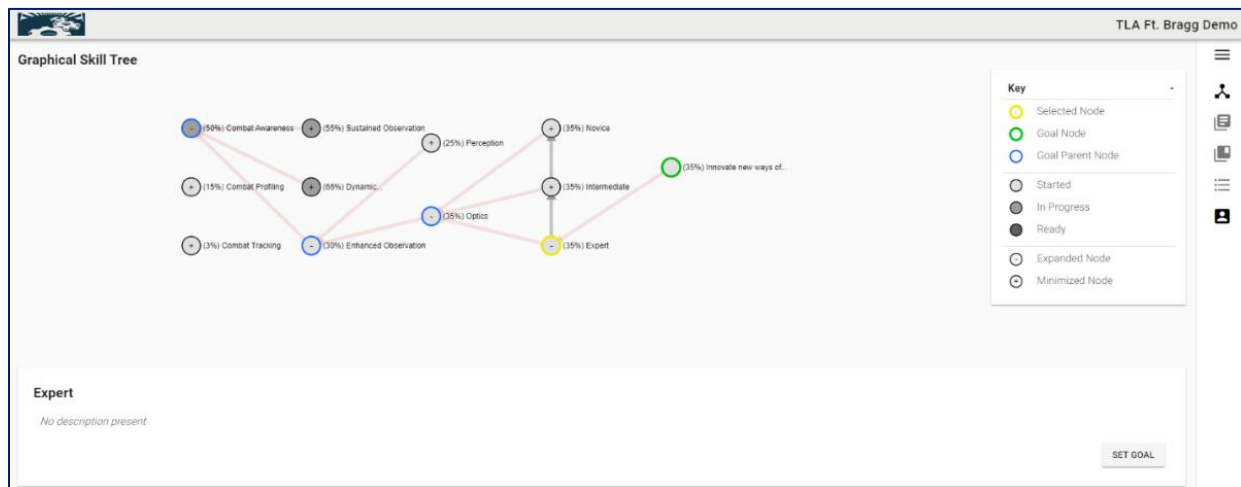 TLA Ft. Bragg Demo
Graphical Skill Tree
(50%) Combat Awareness
(55%) Sustained Observation
(35%) Novice
(25%) Perception
(35%) Innovate new ways of...
(15%) Combat Profiling
(66%) Dynamic...
(35%) Intermediate
(35%) Optics
(3%) Combat Tracking
(30%) Enhanced Observation
(35%) Expert
Key
Selected Node
Goal Node
Goal Parent Node
Started
In Progress
Ready
Expanded Node
Minimized Node
Expert
No description present
SET GOAL